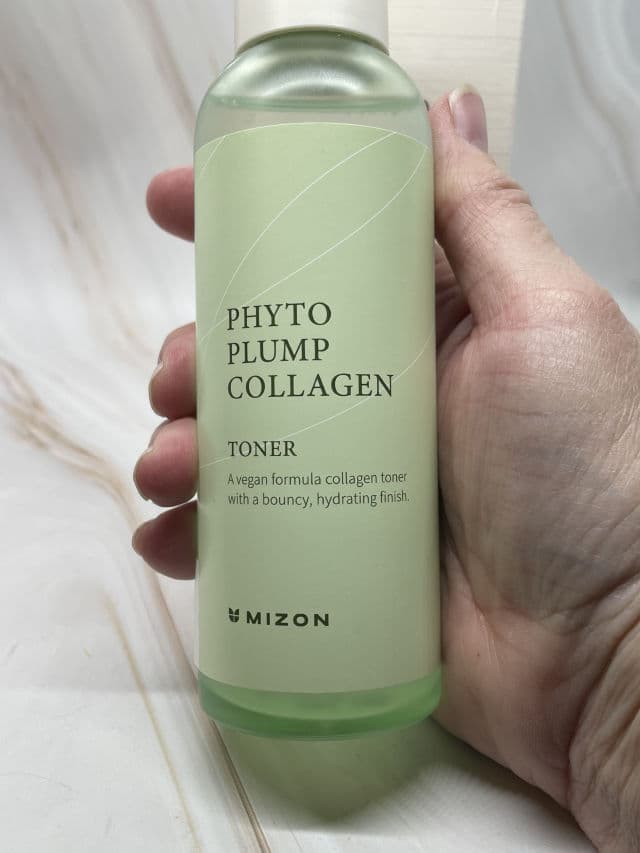 PHYTO
PLUMP
COLLAGEN
TONER
A vegan formula collagen toner
with a bouncy, hydrating finish.
MIZON